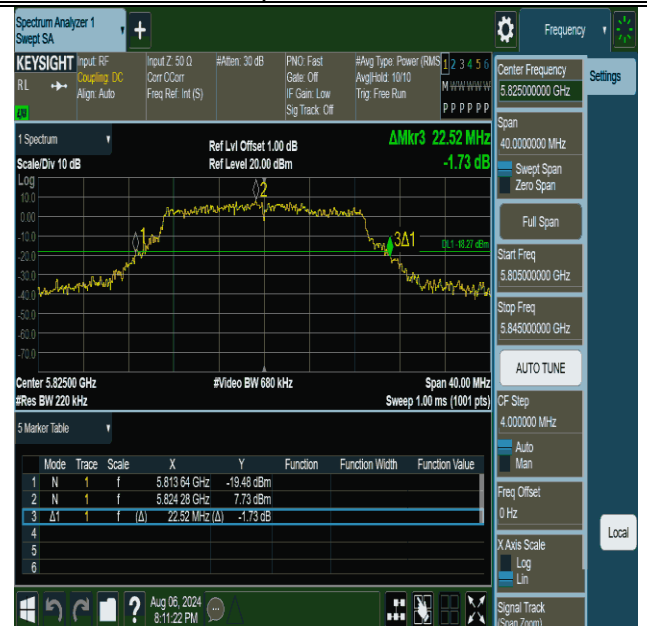 Spectrum Analyzer 1
Swept SA
Frequency
KEYSIGHT
RL
LXI
Input: RF
Coupling: DC
Align: Auto
Input Z: 50 Ω
Corr CCorr
Freq Ref: Int (S)
#Atten: 30 dB
PNO: Fast
Gate: Off
IF Gain: Low
Sig Track: Off
#Avg Type: Power (RMS
Avg|Hold: 10/10
Trig: Free Run
1 2 3 4 5 6
M W W W W W
P P P P P P
1 Spectrum
Scale/Div 10 dB
Ref Lvl Offset 1.00 dB
Ref Level 20.00 dBm
ΔMkr3 22.52 MHz
-1.73 dB
Log
10.0
0.00
-10.0
-20.0
-30.0
-40.0
-50.0
-60.0
-70.0
1
2
3Δ1
DL1 -18.27 dBm
Center 5.82500 GHz
#Video BW 680 kHz
Span 40.00 MHz
#Res BW 220 kHz
Sweep 1.00 ms (1001 pts)
5 Marker Table
Mode Trace Scale X Y Function Function Width Function Value
1 N 1 f 5.813 64 GHz -19.48 dBm
2 N 1 f 5.824 28 GHz 7.73 dBm
3 Δ1 1 f (Δ) 22.52 MHz (Δ) -1.73 dB
4
5
6
Aug 06, 2024
8:11:22 PM
Center Frequency
5.825000000 GHz
Span
40.0000000 MHz
Swept Span
Zero Span
Full Span
Start Freq
5.805000000 GHz
Stop Freq
5.845000000 GHz
AUTO TUNE
CF Step
4.000000 MHz
Auto
Man
Freq Offset
0 Hz
X Axis Scale
Log
Lin
Signal Track
(Span Zoom)
Settings
Local